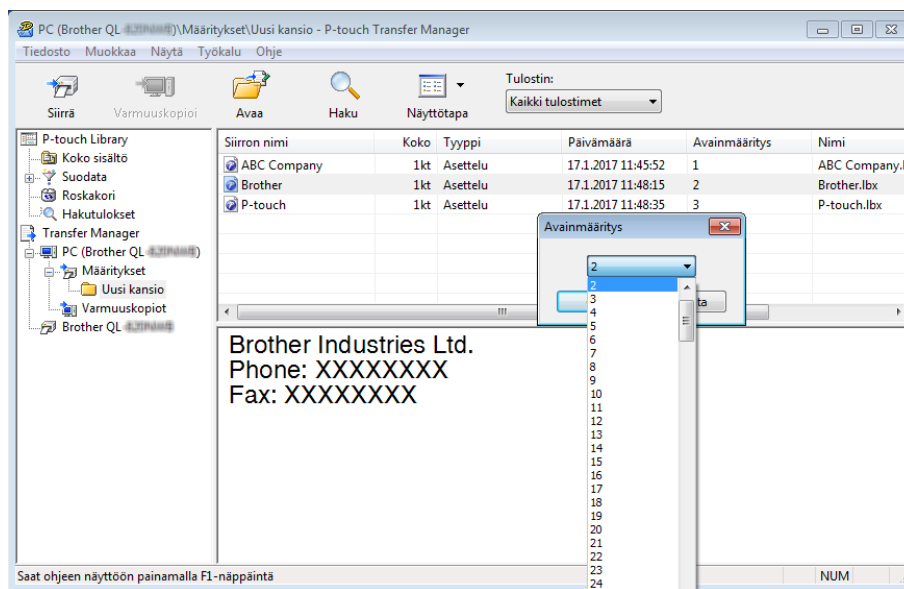 PC (Brother QL- )\Määritykset\Uusi kansio - P-touch Transfer Manager
Tiedosto Muokkaa Näytä Työkalu Ohje
Siirrä Varmuuskopioi Avaa Haku Näyttötapa
Tulostin:
Kaikki tulostimet
P-touch Library
Koko sisältö
Suodata
Roskakori
Hakutulokset
Transfer Manager
PC (Brother QL- )
Määritykset
Uusi kansio
Varmuuskopiot
Brother QL-
Siirron nimi Koko Tyyppi Päivämäärä Avainmääritys Nimi
ABC Company 1kt Asettelu 17.1.2017 11:45:52 1 ABC Company.l
Brother 1kt Asettelu 17.1.2017 11:48:15 2 Brother.lbx
P-touch 1kt Asettelu 17.1.2017 11:48:35 3 P-touch.lbx
Avainmääritys
2
2
3
4
5
6
7
8
9
10
11
12
13
14
15
16
17
18
19
20
21
22
23
24
ta
Brother Industries Ltd.
Phone: XXXXXXXX
Fax: XXXXXXXX
Saat ohjeen näyttöön painamalla F1-näppäintä
NUM